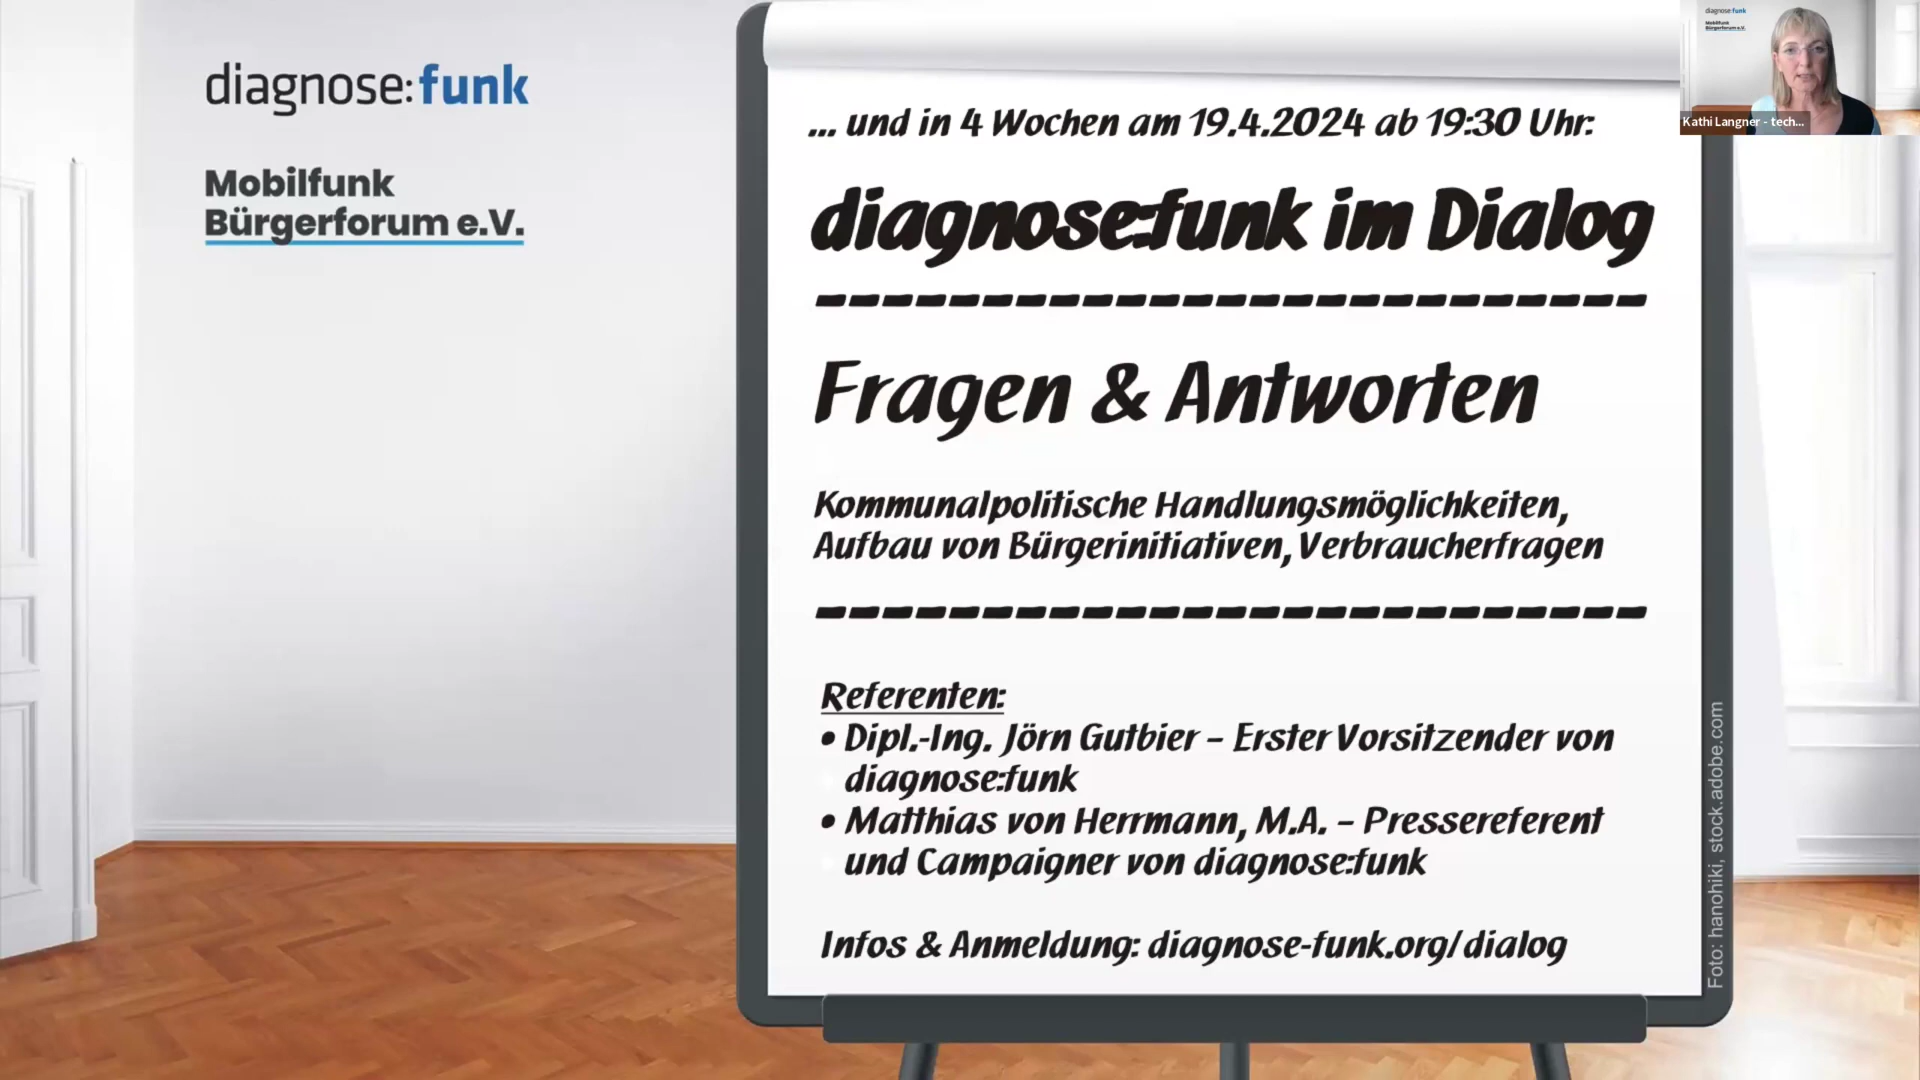 diagnose:funk
Mobilfunk
Bürgerforum e.V.
... und in 4 Wochen am 19.4.2024 ab 19:30 Uhr:
diagnose:funk im Dialog
-------------------------
Fragen & Antworten
Kommunalpolitische Handlungsmöglichkeiten,
Aufbau von Bürgerinitiativen, Verbraucherfragen
-------------------------
Referenten:
• Dipl.-Ing. Jörn Gutbier – Erster Vorsitzender von
diagnose:funk
• Matthias von Herrmann, M.A. – Pressereferent
und Campaigner von diagnose:funk
Infos & Anmeldung: diagnose-funk.org/dialog
Foto: hanohiki, stock.adobe.com
diagnose:funk
Mobilfunk
Bürgerforum e.V.
Kathi Langner - tech...